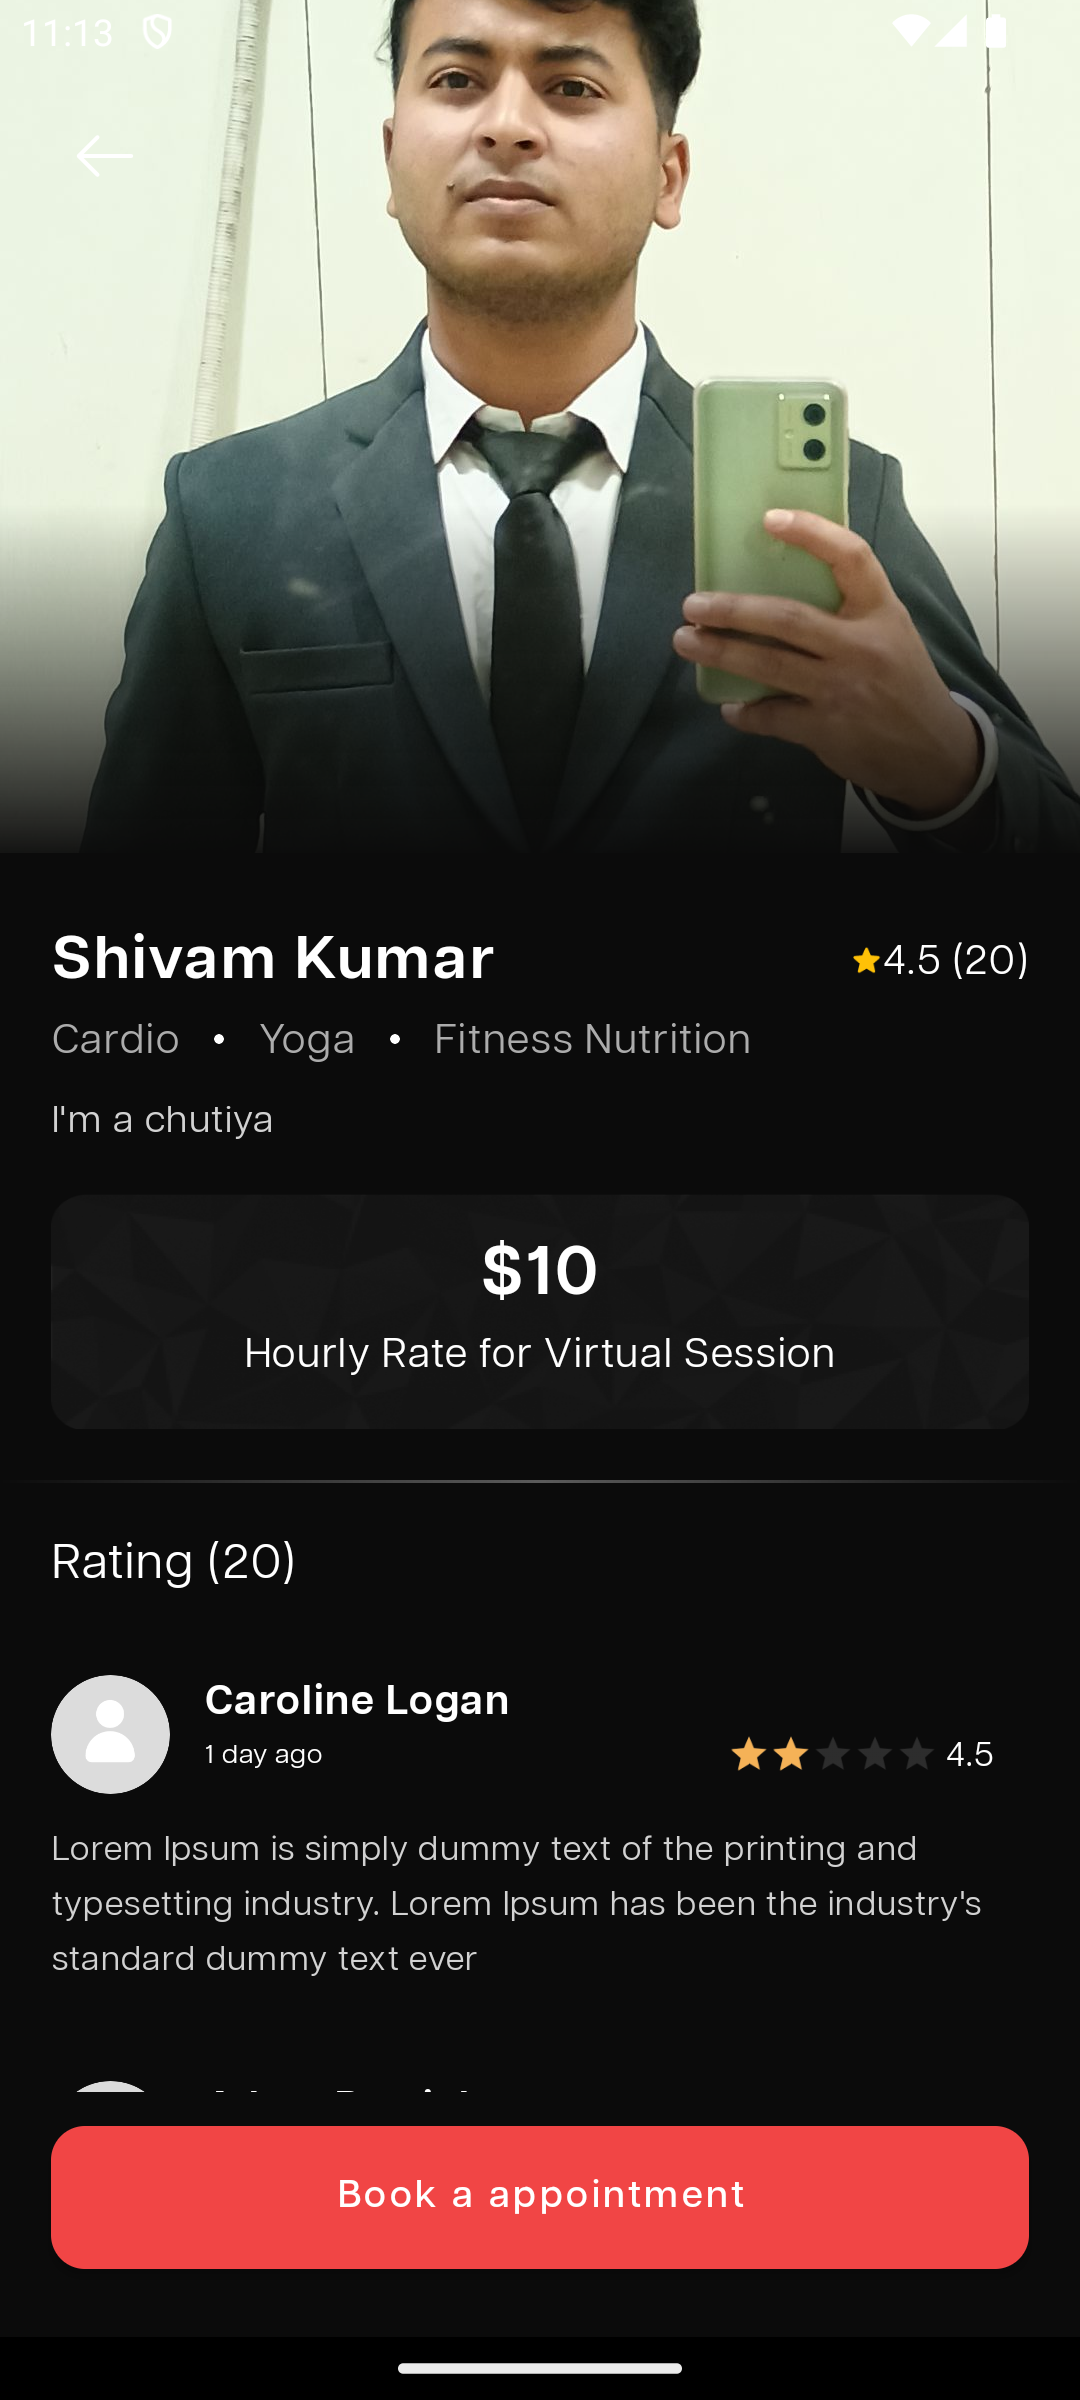 11:13
Shivam Kumar
4.5 (20)
Cardio • Yoga • Fitness Nutrition
I'm a chutiya
$10
Hourly Rate for Virtual Session
Rating (20)
Caroline Logan
1 day ago
4.5
Lorem Ipsum is simply dummy text of the printing and
typesetting industry. Lorem Ipsum has been the industry's
standard dummy text ever
Book a appointment